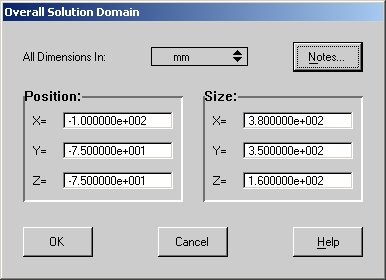 Overall Solution Domain
All Dimensions In: mm Notes...
Position: Size:
X= -1.000000e+002 X= 3.800000e+002
Y= -7.500000e+001 Y= 3.500000e+002
Z= -7.500000e+001 Z= 1.600000e+002
OK Cancel Help